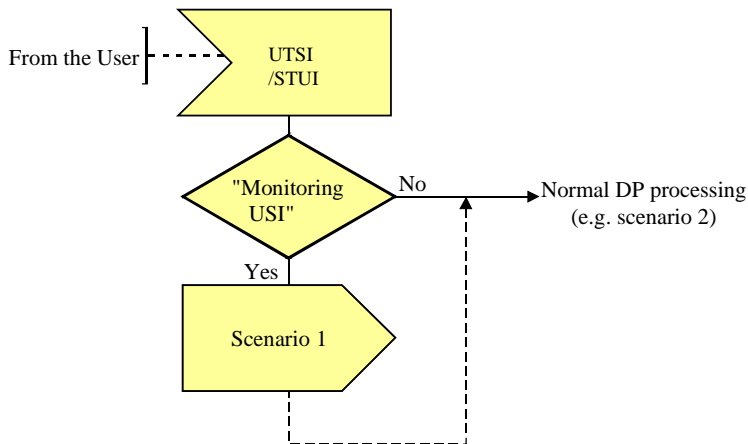 From the User
UTSI
/STUI
"Monitoring
USI"
No
Normal DP processing
(e.g. scenario 2)
Yes
Scenario 1